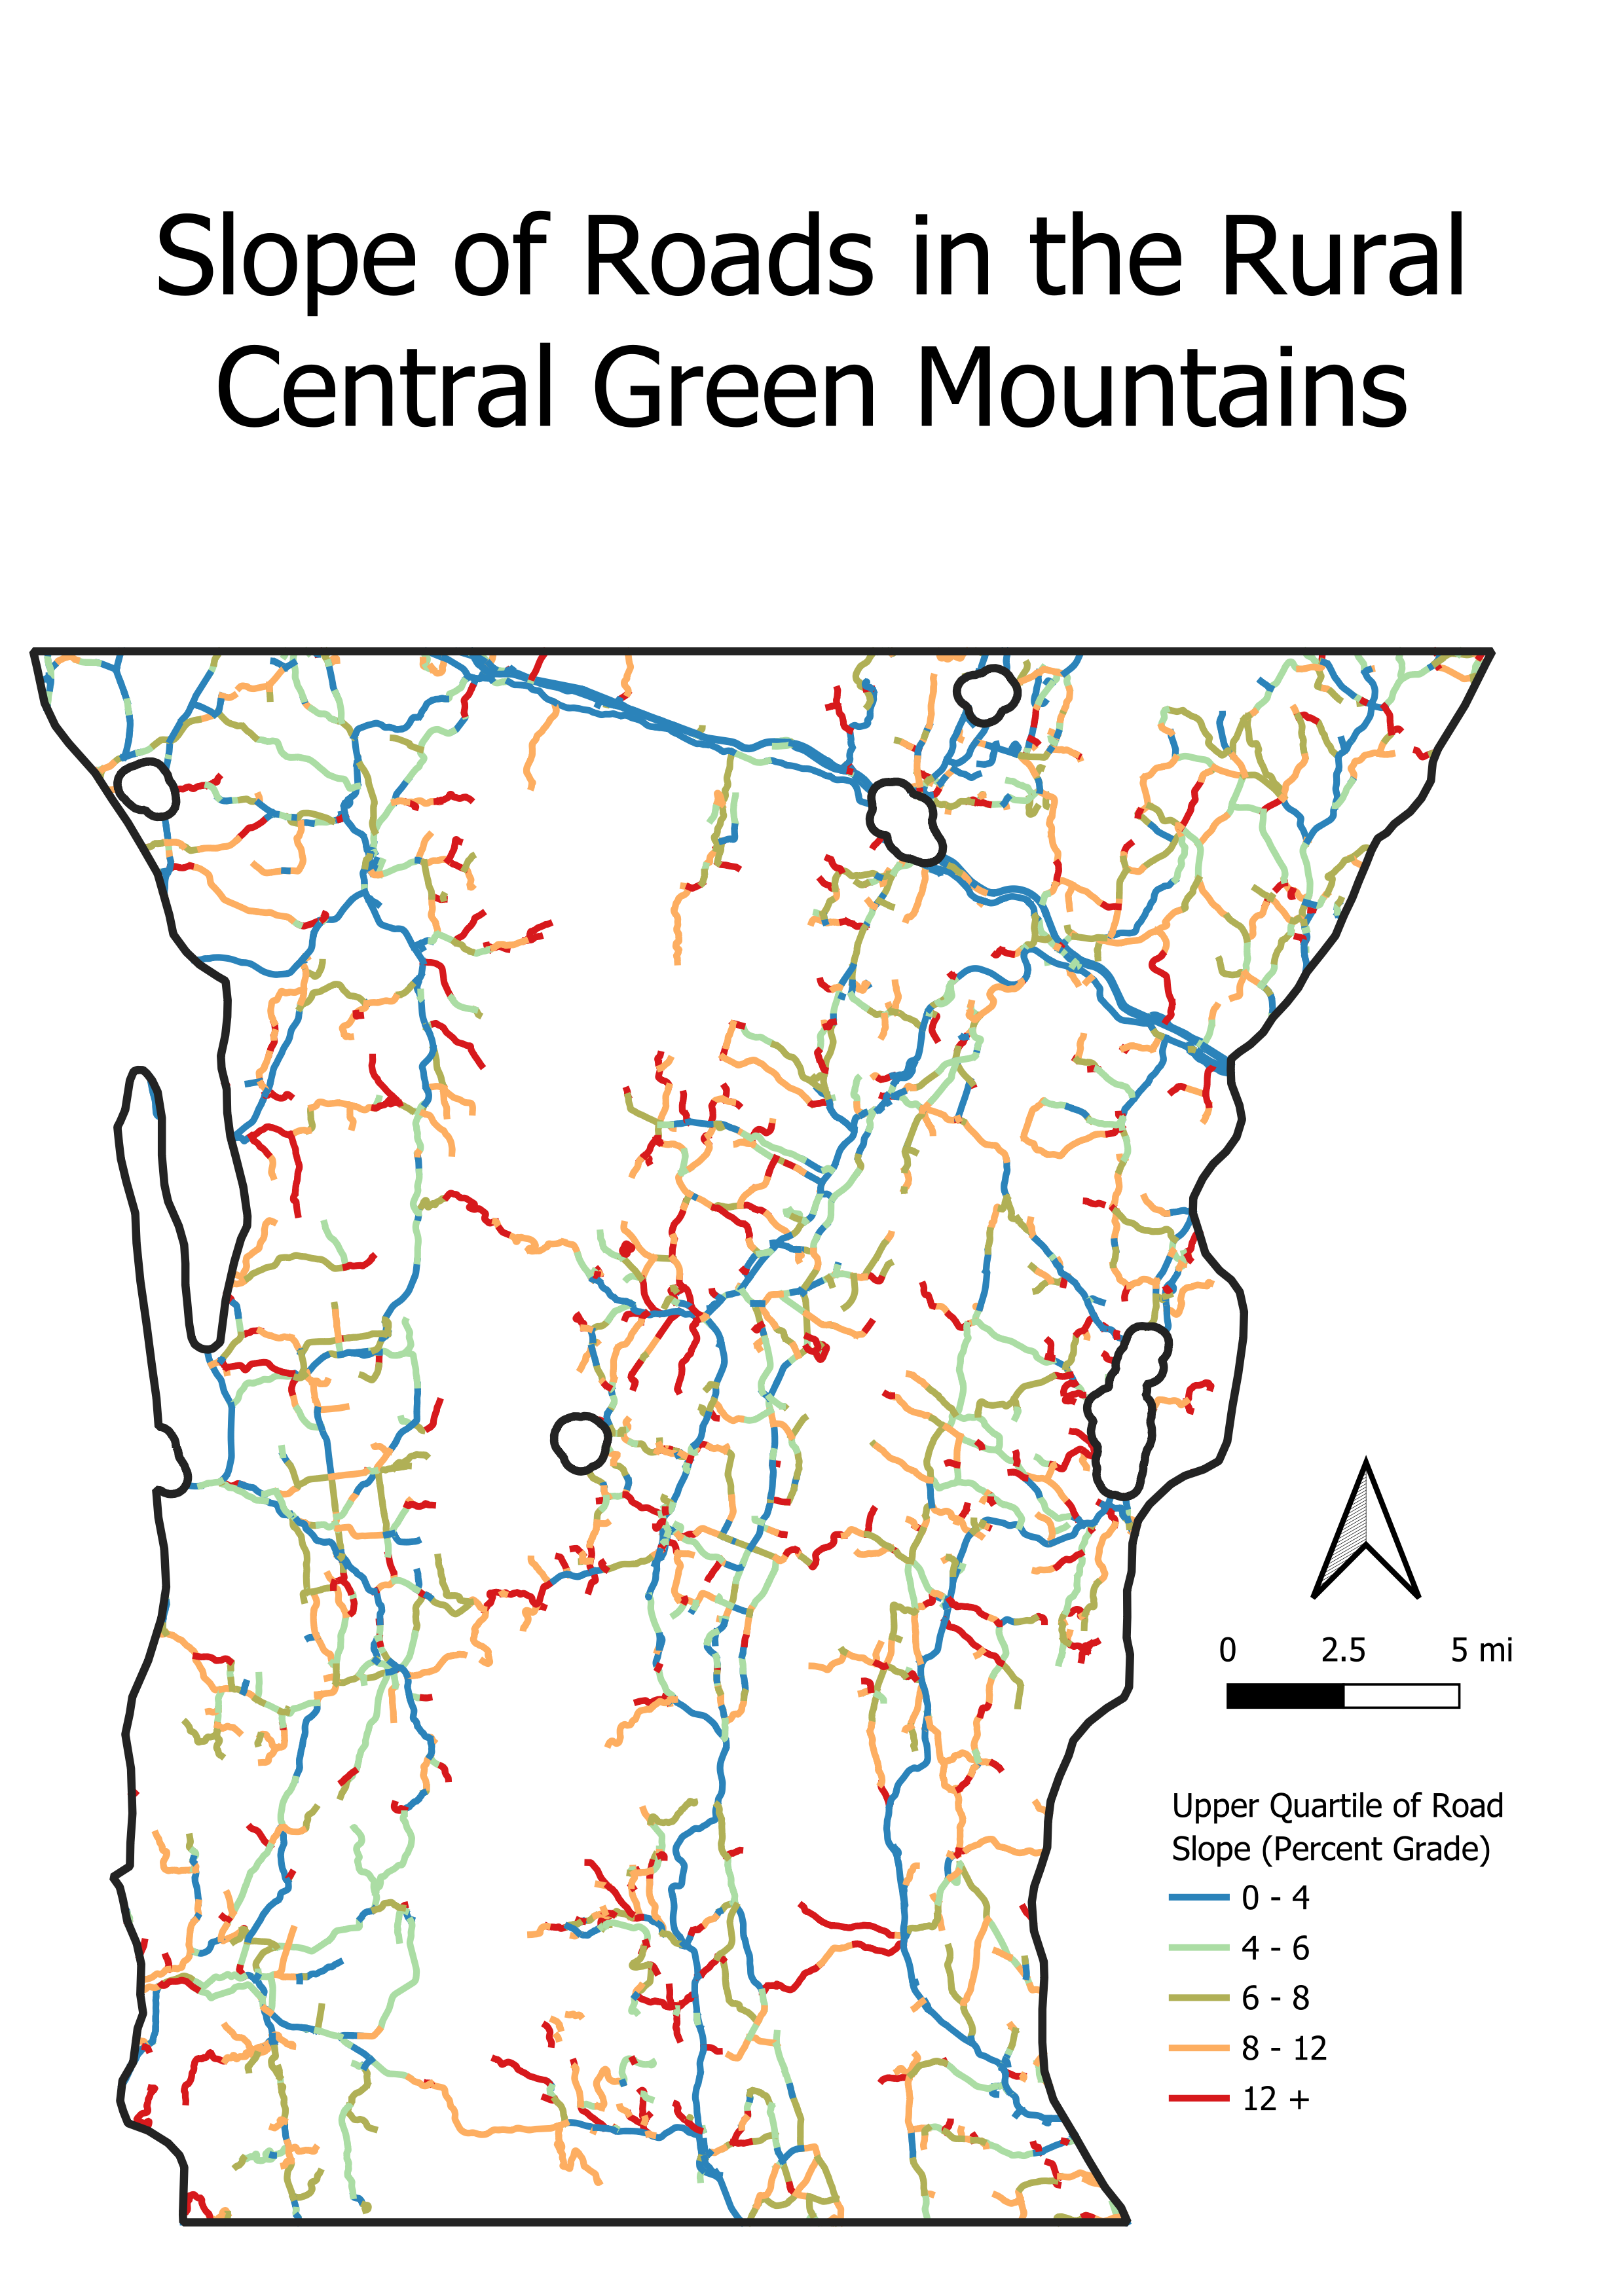 Slope of Roads in the Rural
Central Green Mountains
0 2.5 5 mi
Upper Quartile of Road
Slope (Percent Grade)
0 - 4
4 - 6
6 - 8
8 - 12
12 +